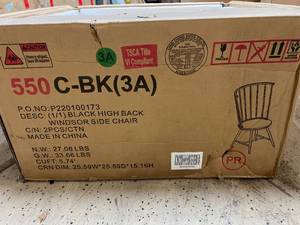 CAUTION
3A
TSCA Title
VI Compliant
550 C-BK(3A)
P.O.NO: P220100173
DESC: (1/1) BLACK HIGH BACK
WINDSOR SIDE CHAIR
C/N: 2PCS/CTN
MADE IN CHINA
N.W.: 27.06 LBS
G.W.: 33.66 LBS
CUFT: 5.74'
CRN DIM: 25.59W*25.59D*15.16H
PR